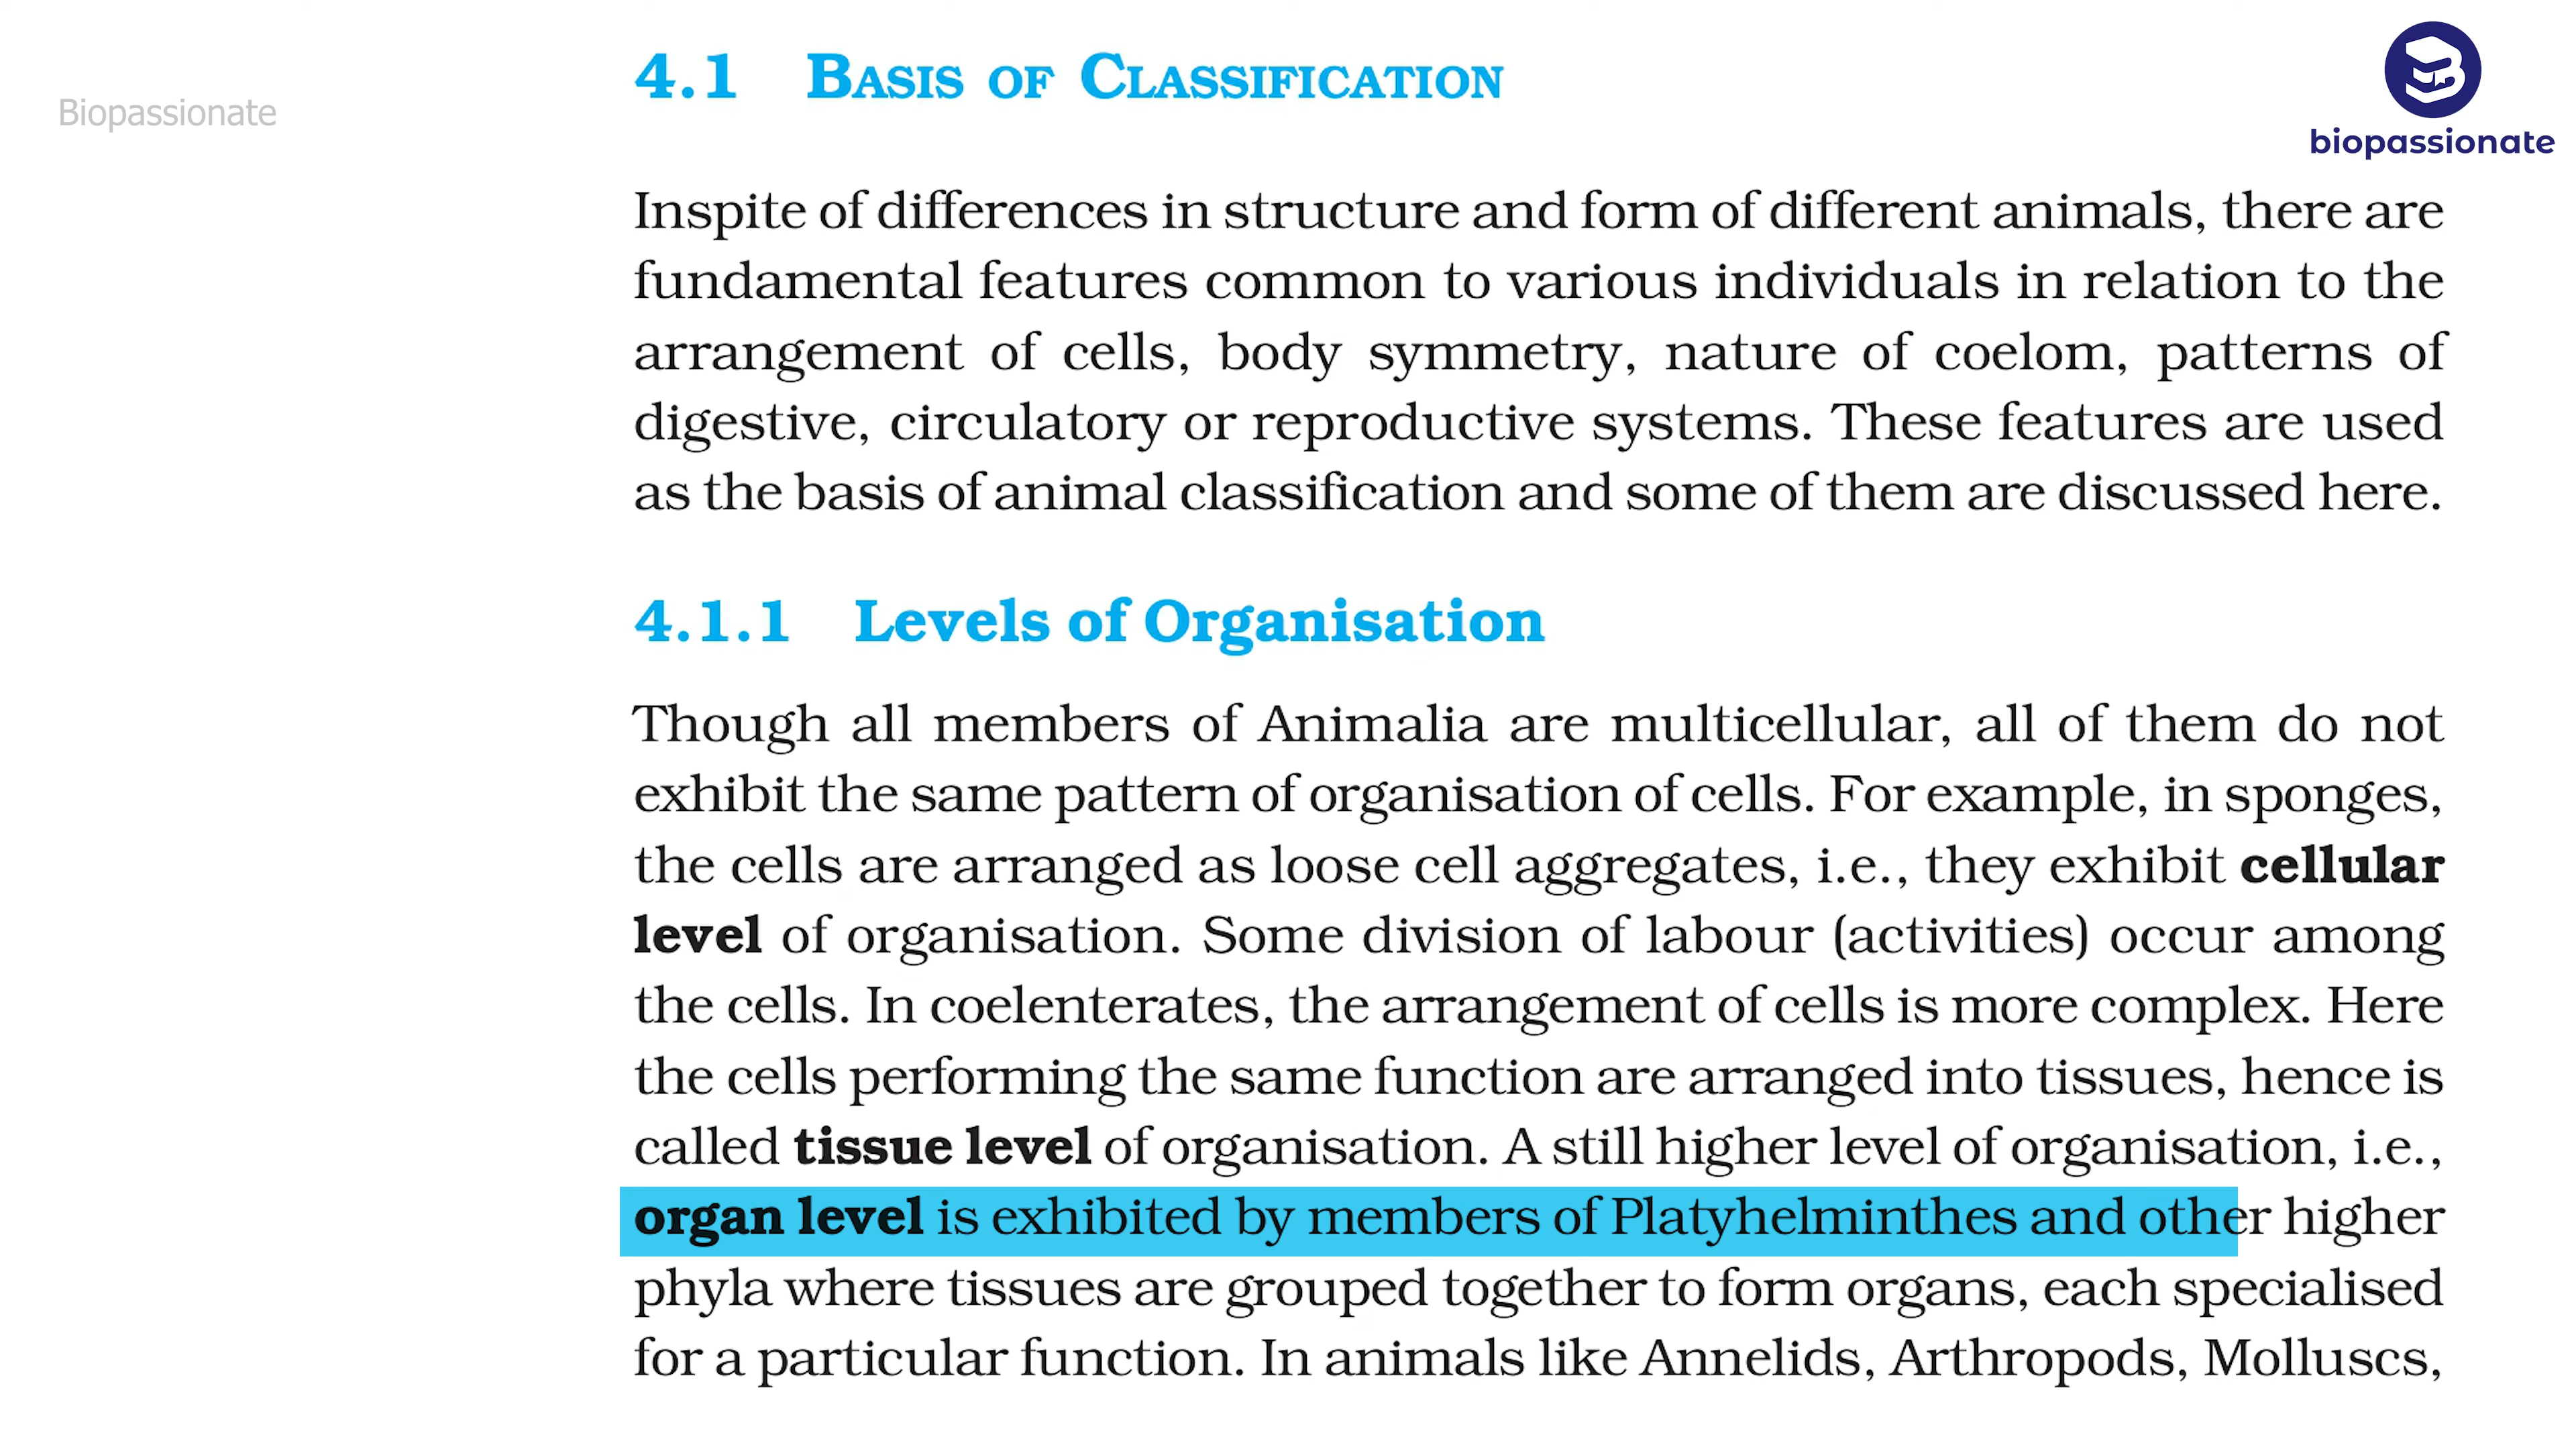 4.1 BASIS OF CLASSIFICATION
Biopassionate
biopassionate
Inspite of differences in structure and form of different animals, there are
fundamental features common to various individuals in relation to the
arrangement of cells, body symmetry, nature of coelom, patterns of
digestive, circulatory or reproductive systems. These features are used
as the basis of animal classification and some of them are discussed here.
4.1.1 Levels of Organisation
Though all members of Animalia are multicellular, all of them do not
exhibit the same pattern of organisation of cells. For example, in sponges,
the cells are arranged as loose cell aggregates, i.e., they exhibit cellular
level of organisation. Some division of labour (activities) occur among
the cells. In coelenterates, the arrangement of cells is more complex. Here
the cells performing the same function are arranged into tissues, hence is
called tissue level of organisation. A still higher level of organisation, i.e.,
organ level is exhibited by members of Platyhelminthes and other higher
phyla where tissues are grouped together to form organs, each specialised
for a particular function. In animals like Annelids, Arthropods, Molluscs,